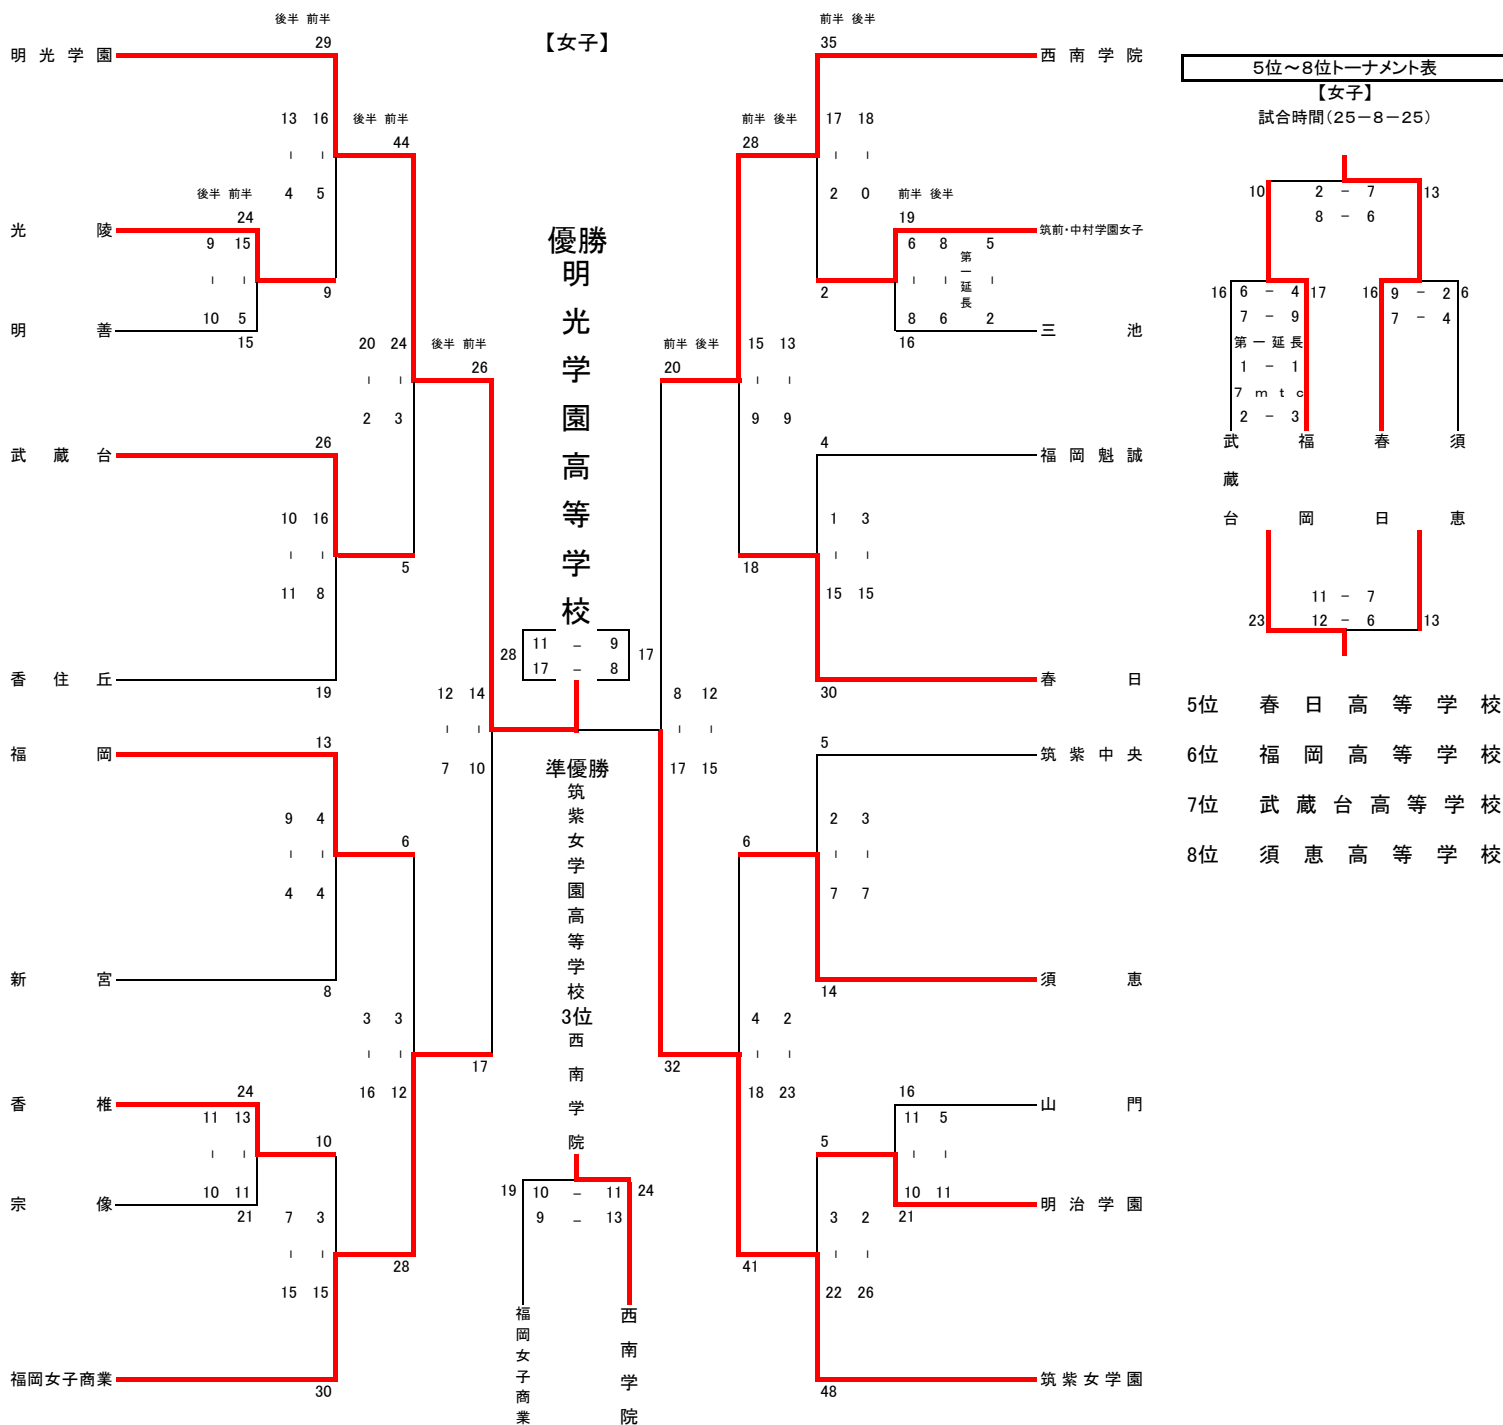 【女子】
後半 前半
29
明光学園
13 16
- -
4 5
後半 前半
44
後半 前半
24
光陵
9 15
- -
10 5
9
明善
15
20 24
- -
2 3
後半 前半
26
武蔵台
26
10 16
- -
11 8
5
香住丘
19
12 14
- -
7 10
福岡
13
9 4
- -
4 4
6
新宮
8
3 3
- -
16 12
17
香椎
24
11 13
- -
10 11
10
宗像
21
7 3
- -
15 15
28
福岡女子商業
30
優勝
明光学園高等学校
28 11 - 9 17
17 - 8
準優勝
筑紫女学園高等学校
3位
西南学院
19 10 - 11 24
9 - 13
福岡女子商業
西南学院
前半 後半
35
西南学院
前半 後半
28
17 18
- -
2 0
前半 後半
19
筑前・中村学園女子
6 8 5
- - 第一延長 -
8 6 2
2
三池
16
前半 後半
20
15 13
- -
9 9
4
福岡魁誠
1 3
- -
15 15
18
春日
30
8 12
- -
17 15
5
筑紫中央
2 3
- -
7 7
6
須恵
14
4 2
- -
18 23
32
16
山門
11 5
- -
10 11
5
明治学園
21
3 2
- -
22 26
41
筑紫女学園
48
5位～8位トーナメント表
【女子】
試合時間(25－8－25)
10 2 - 7 13
8 - 6
16 6 - 4 17
7 - 9
第一延長
1 - 1
7mtc
2 - 3
16 9 - 2 6
7 - 4
武蔵台
福岡
春日
須恵
11 - 7
23 12 - 6 13
5位 春日高等学校
6位 福岡高等学校
7位 武蔵台高等学校
8位 須恵高等学校